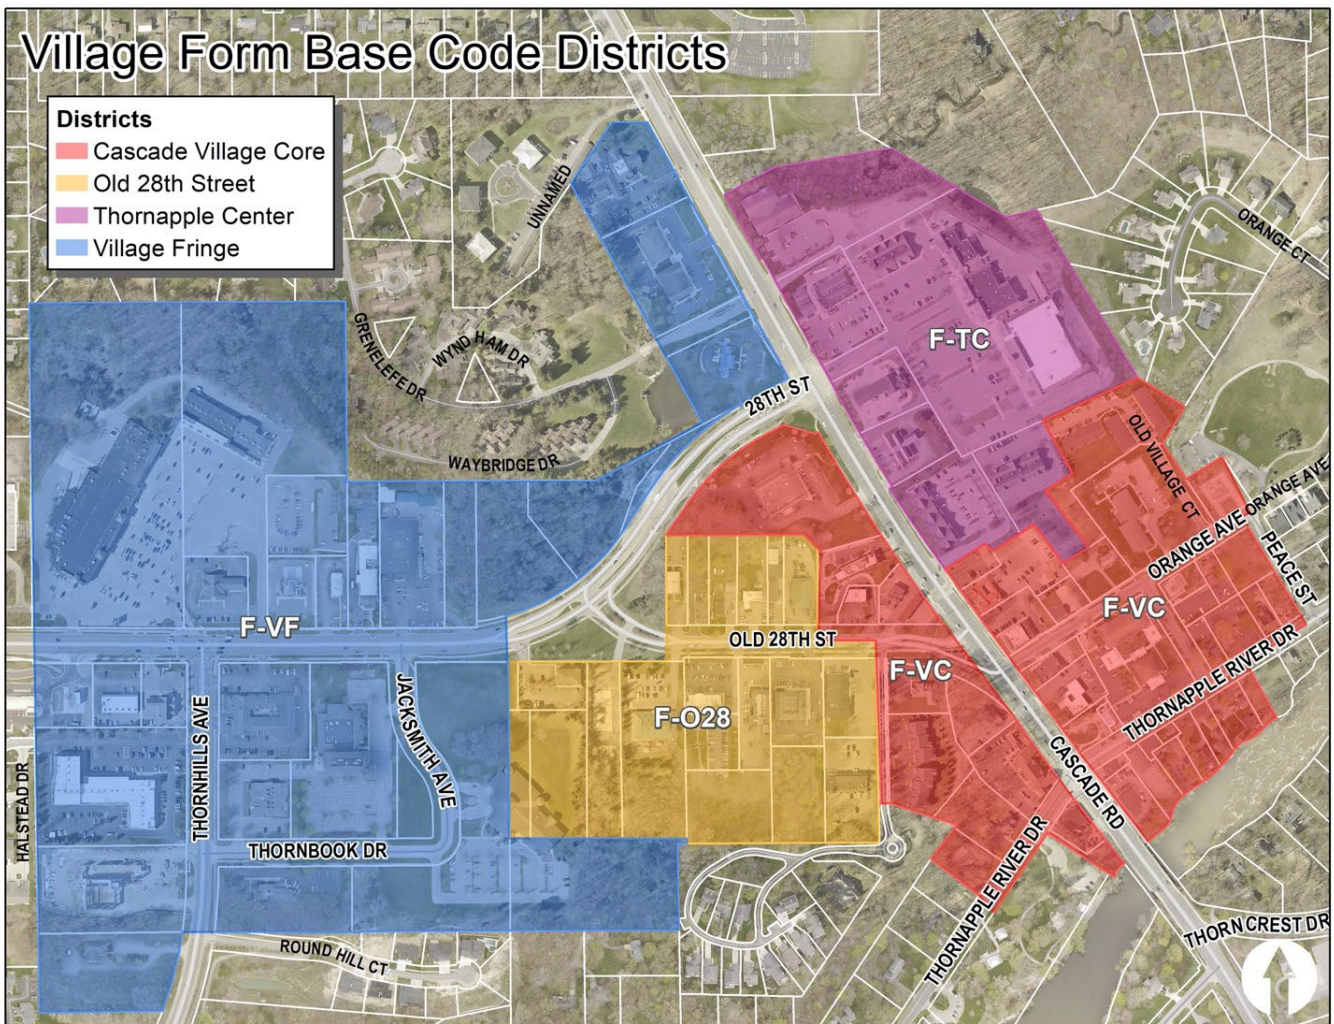 Village Form Base Code Districts
Districts
Cascade Village Core
Old 28th Street
Thornapple Center
Village Fringe
UNNAMED
ORANGE CT
GRENELEFE DR
WYND HAM DR
F-TC
28TH ST
WAYBRIDGE DR
OLD VILLAGE CT
ORANGE AVE
ORANGE AVE
PEACE ST
F-VF
OLD 28TH ST
F-VC
F-VC
THORNAPPLE RIVER DR
F-O28
JACKSMITH AVE
THORNHILLS AVE
HALSTEAD DR
CASCADE RD
THORNBOOK DR
THORNAPPLE RIVER DR
ROUND HILL CT
THORN CREST DR